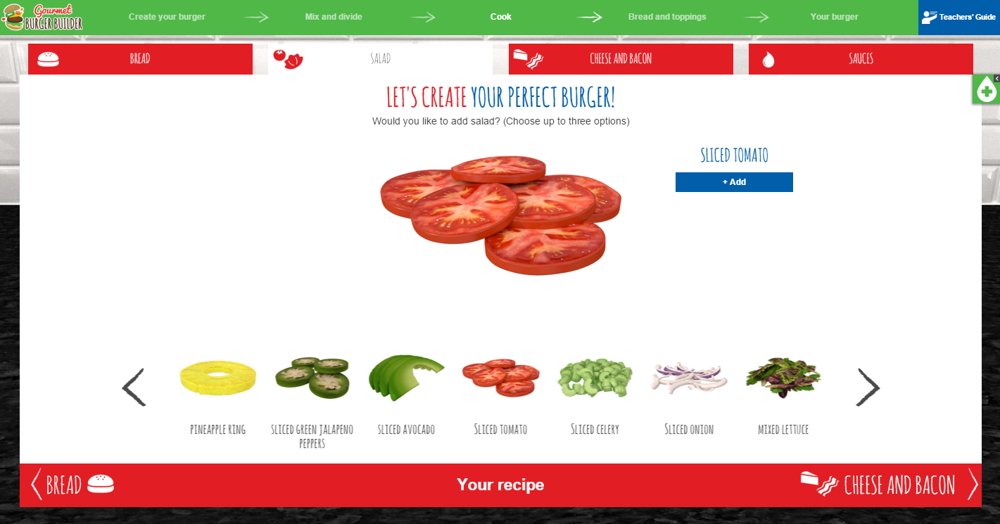 Gourmet
BURGER BUILDER
Create your burger
Mix and divide
Cook
Bread and toppings
Your burger
Teachers' Guide
BREAD
SALAD
CHEESE AND BACON
SAUCES
LET'S CREATE YOUR PERFECT BURGER!
Would you like to add salad? (Choose up to three options)
SLICED TOMATO
+ Add
PINEAPPLE RING
SLICED GREEN JALAPENO
PEPPERS
SLICED AVOCADO
SLICED TOMATO
SLICED CELERY
SLICED ONION
MIXED LETTUCE
BREAD
Your recipe
CHEESE AND BACON